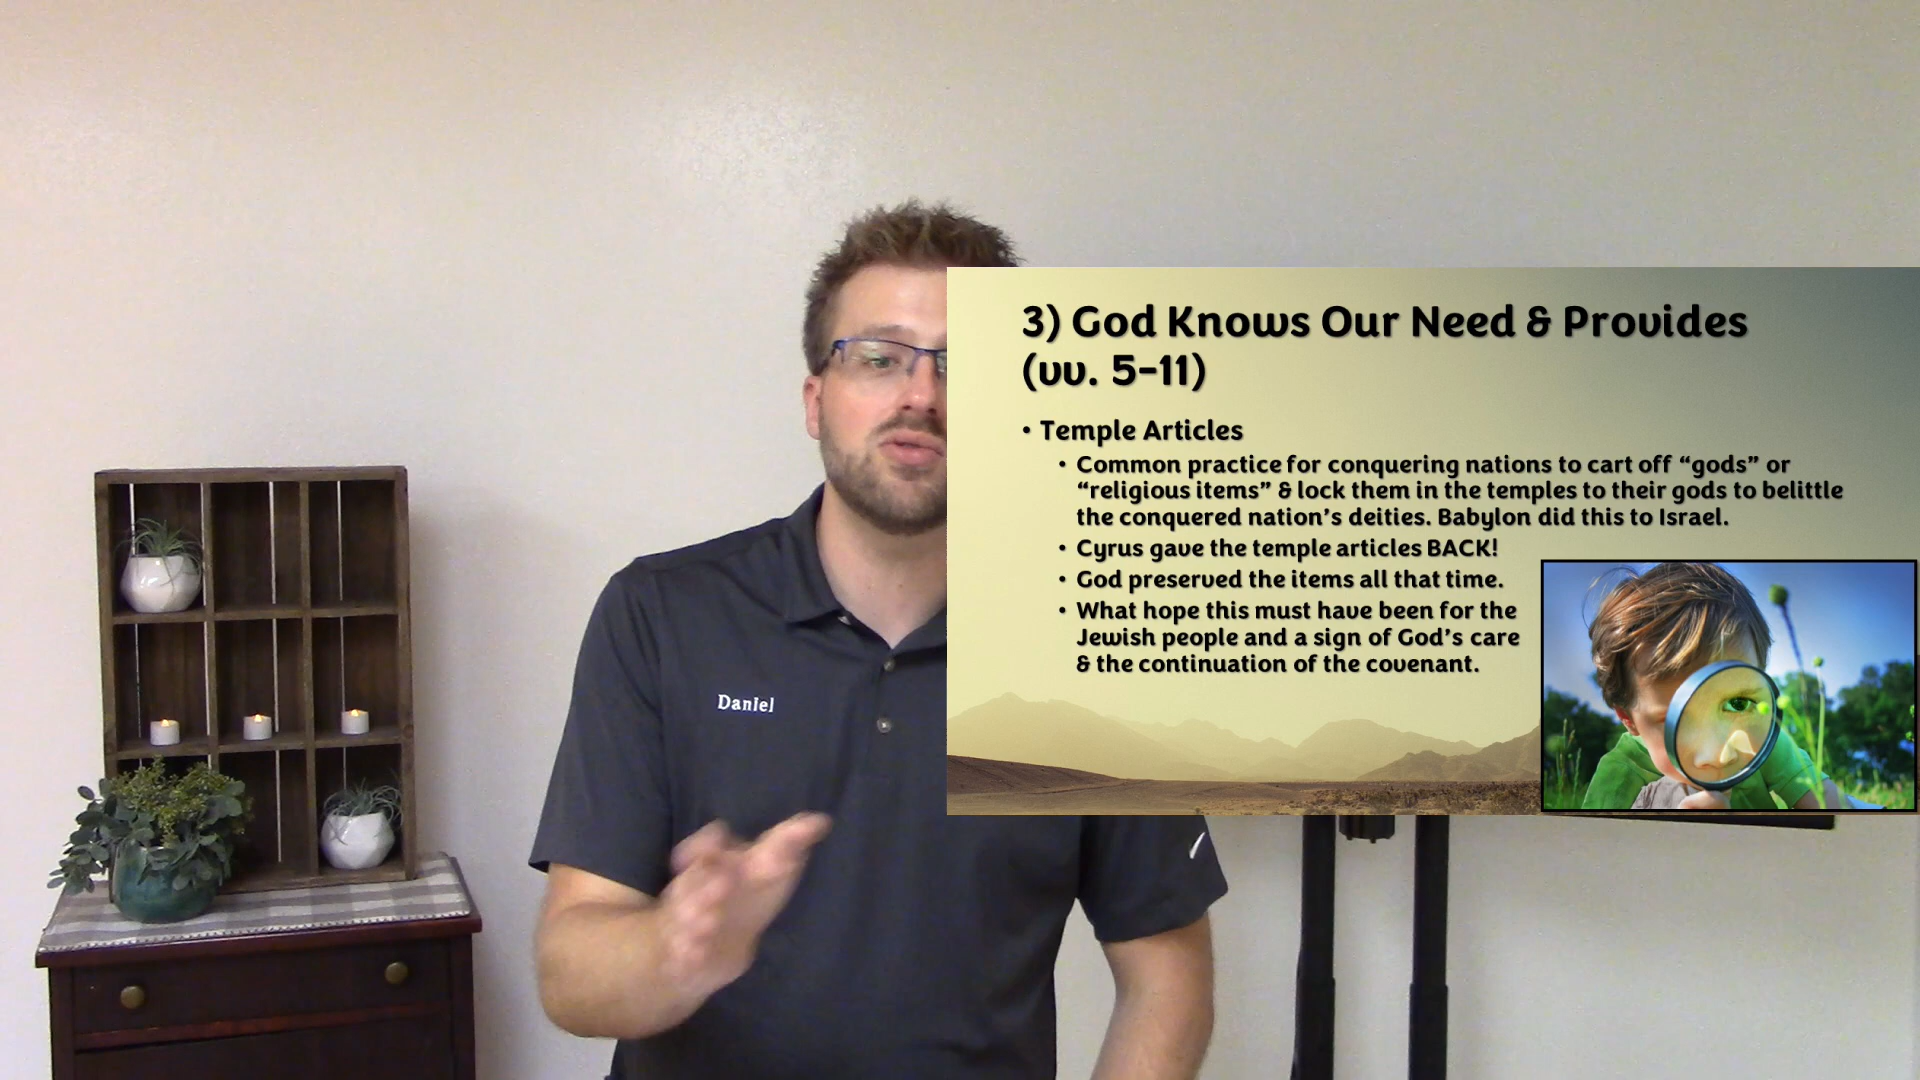 3) God Knows Our Need & Provides
(vv. 5-11)
• Temple Articles
• Common practice for conquering nations to cart off “gods” or
“religious items” & lock them in the temples to their gods to belittle
the conquered nation’s deities. Babylon did this to Israel.
• Cyrus gave the temple articles BACK!
• God preserved the items all that time.
• What hope this must have been for the
Jewish people and a sign of God’s care
& the continuation of the covenant.
Daniel